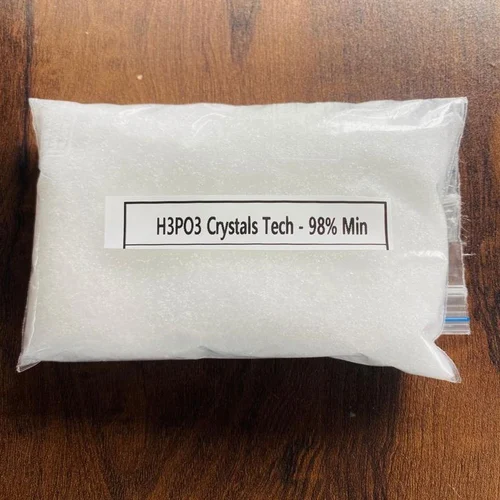 H3PO3 Crystals Tech - 98% Min